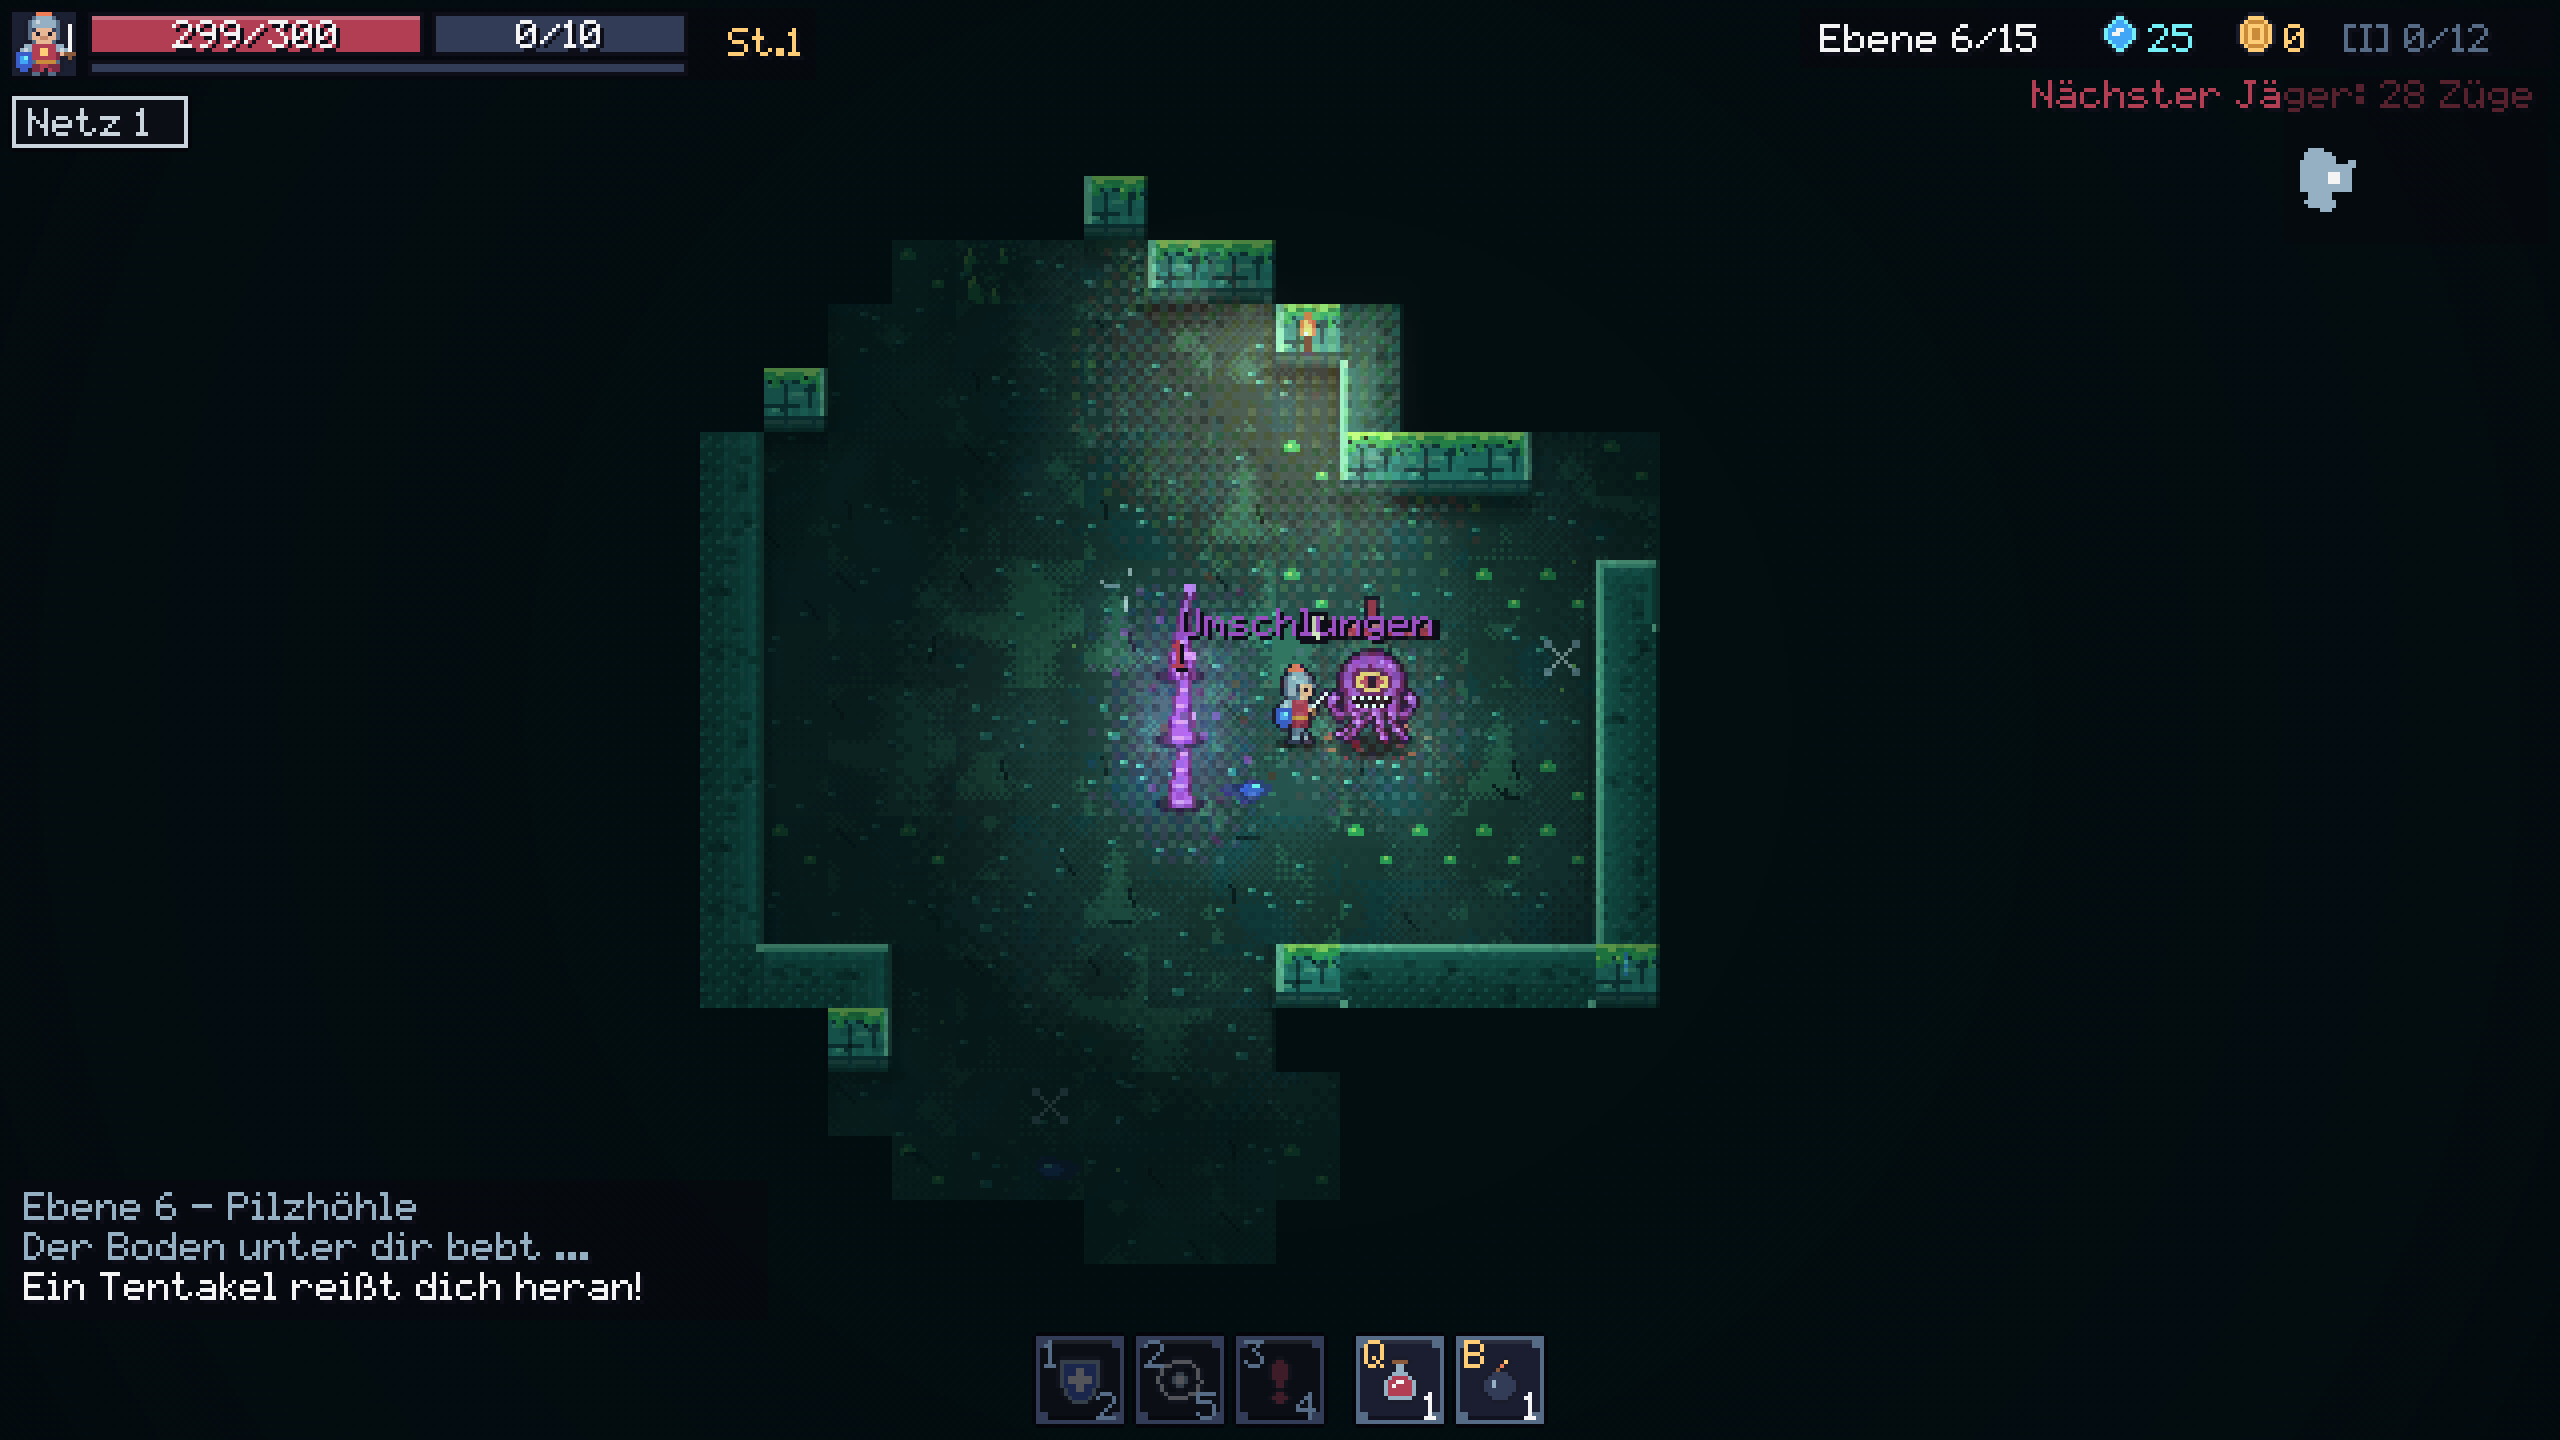 299/300 0/10 St.1
Ebene 6/15 25 0 [I] 0/12
Nächster Jäger: 28 Züge
Netz 1
Umschlungen
1
Ebene 6 - Pilzhöhle
Der Boden unter dir bebt ...
Ein Tentakel reißt dich heran!
1 2 3 Q B
2 5 4 1 1